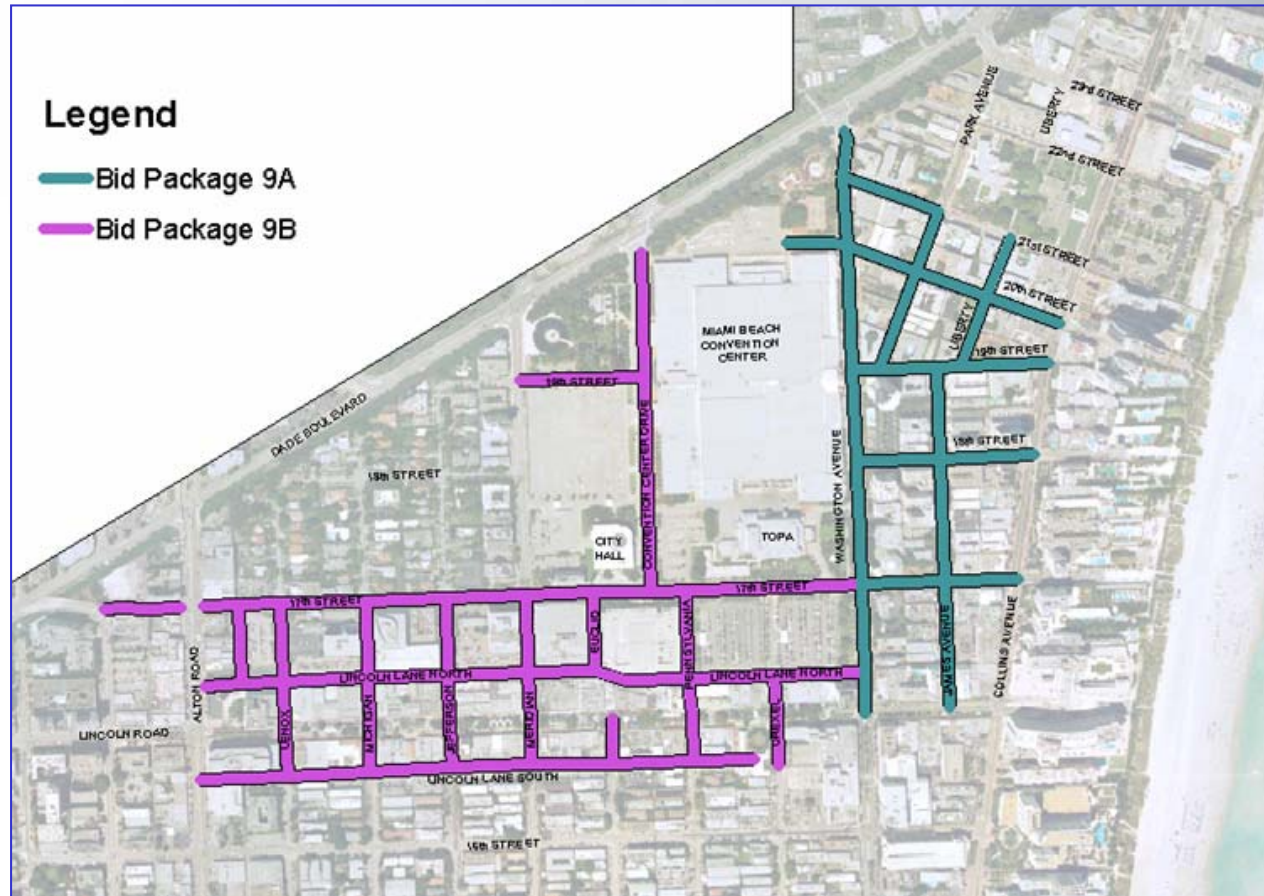 Legend
Bid Package 9A
Bid Package 9B
PARK AVENUE
LIBERTY
23rd STREET
22nd STREET
21st STREET
20th STREET
LIBERTY
19th STREET
MIAMI BEACH
CONVENTION
CENTER
19th STREET
DADE BOULEVARD
CONVENTION CENTER DRIVE
WASHINGTON AVENUE
18th STREET
18th STREET
CITY
HALL
TOPA
17th STREET
17th STREET
EUCLID
PENNSYLVANIA
JAMES AVENUE
COLLINS AVENUE
ALTON ROAD
LINCOLN LANE NORTH
LINCOLN LANE NORTH
LINCOLN ROAD
LENOX
MICHIGAN
JEFFERSON
MERIDIAN
DREXEL
LINCOLN LANE SOUTH
16th STREET